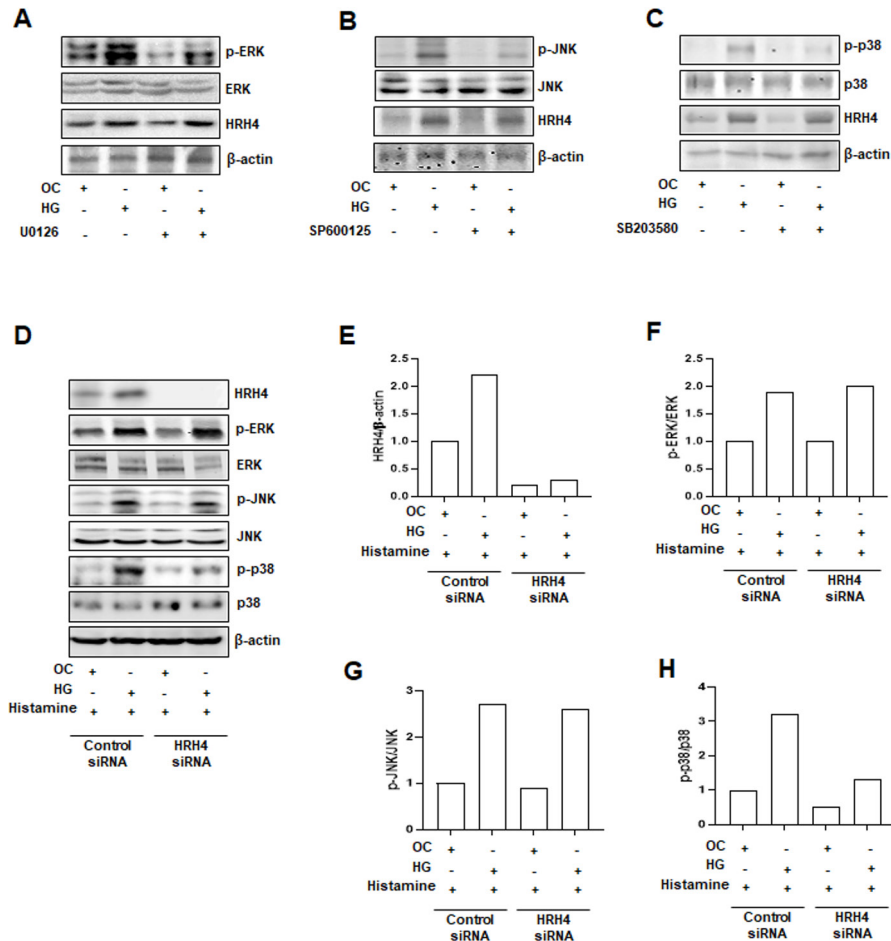 A
p-ERK
ERK
HRH4
β-actin
OC + - + -
HG - + - +
U0126 - - + +
B
p-JNK
JNK
HRH4
β-actin
OC + - + -
HG - + - +
SP600125 - - + +
C
p-p38
p38
HRH4
β-actin
OC + - + -
HG - + - +
SB203580 - - + +
D
HRH4
p-ERK
ERK
p-JNK
JNK
p-p38
p38
β-actin
OC + - + -
HG - + - +
Histamine + + + +
Control HRH4
siRNA siRNA
E
HRH4/β-actin
2.5
2.0
1.5
1.0
0.5
0.0
OC + - + -
HG - + - +
Histamine + + + +
Control HRH4
siRNA siRNA
F
p-ERK/ERK
2.5
2.0
1.5
1.0
0.5
0.0
OC + - + -
HG - + - +
Histamine + + + +
Control HRH4
siRNA siRNA
G
p-JNK/JNK
3
2
1
0
OC + - + -
HG - + - +
Histamine + + + +
Control HRH4
siRNA siRNA
H
p-p38/p38
4
3
2
1
0
OC + - + -
HG - + - +
Histamine + + + +
Control HRH4
siRNA siRNA